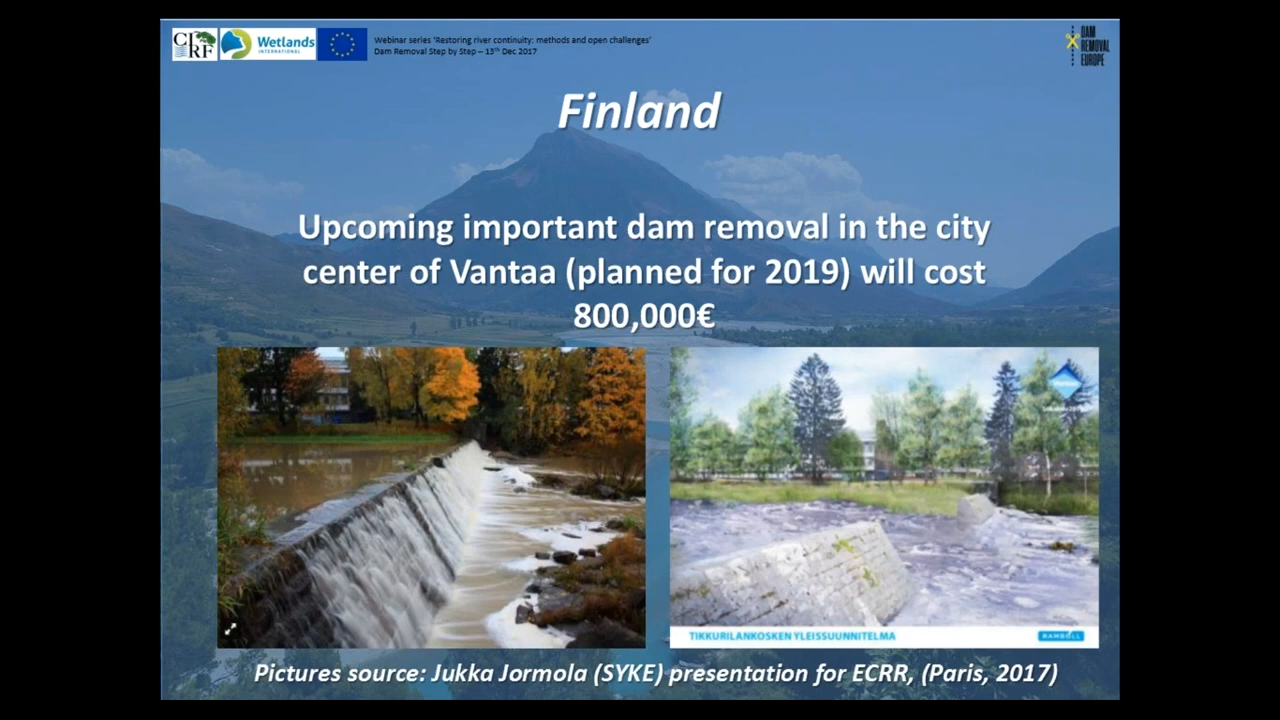 CIRF
Wetlands
INTERNATIONAL
Webinar series 'Restoring river continuity: methods and open challenges'
Dam Removal Step by Step – 13th Dec 2017
DAM
REMOVAL
EUROPE
Finland
Upcoming important dam removal in the city
center of Vantaa (planned for 2019) will cost
800,000€
TIKKURILANKOSKEN YLEISSUUNNITELMA
RAMBOLL
Pictures source: Jukka Jormola (SYKE) presentation for ECRR, (Paris, 2017)